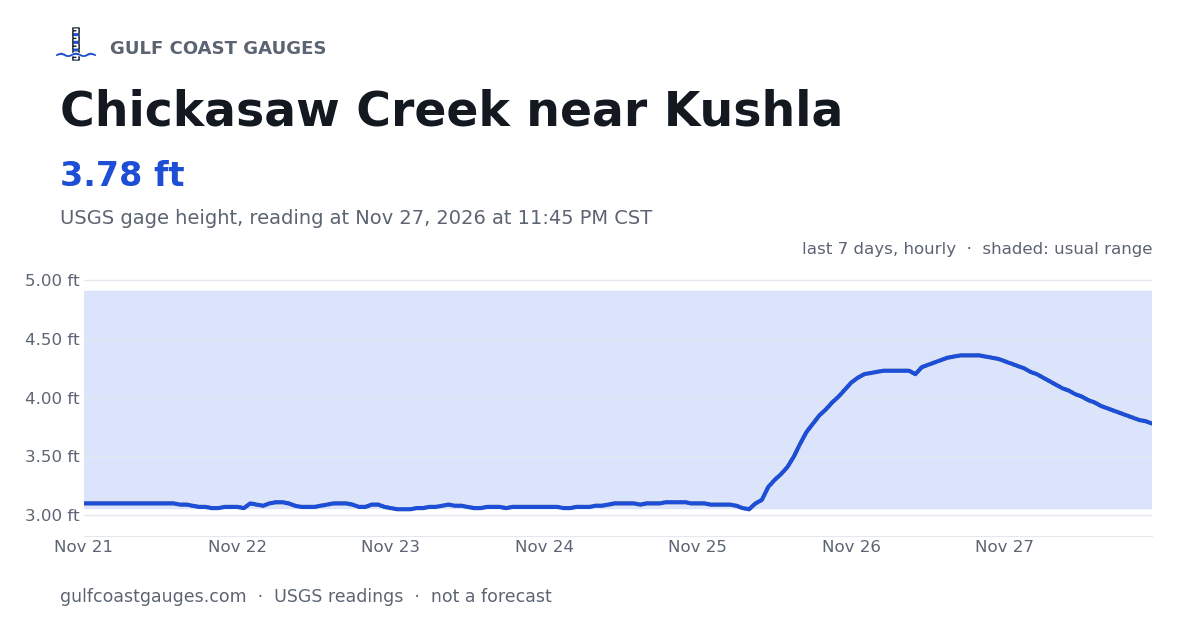 GULF COAST GAUGES
Chickasaw Creek near Kushla
3.78 ft
USGS gage height, reading at Nov 27, 2026 at 11:45 PM CST
last 7 days, hourly · shaded: usual range
5.00 ft
4.50 ft
4.00 ft
3.50 ft
3.00 ft
Nov 21 Nov 22 Nov 23 Nov 24 Nov 25 Nov 26 Nov 27
gulfcoastgauges.com · USGS readings · not a forecast